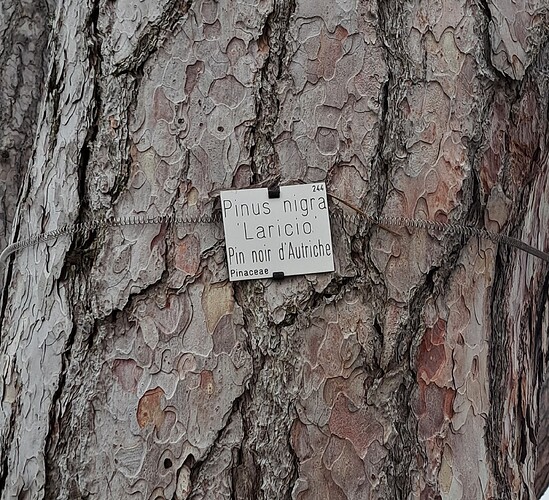 244
Pinus nigra
'Laricio'
Pin noir d'Autriche
Pinaceae